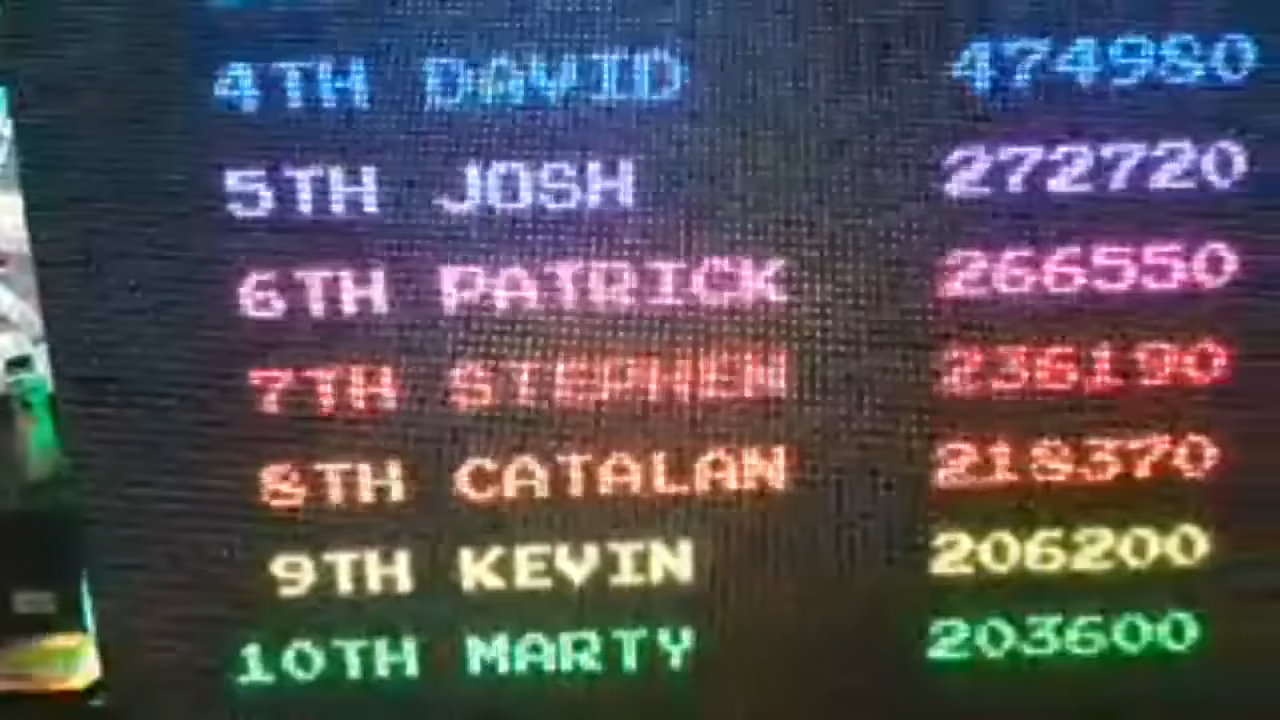 4TH DAVID 474980
5TH JOSH 272720
6TH PATRICK 266550
7TH STEPHEN 236190
8TH CATALAN 218370
9TH KEVIN 206200
10TH MARTY 203600